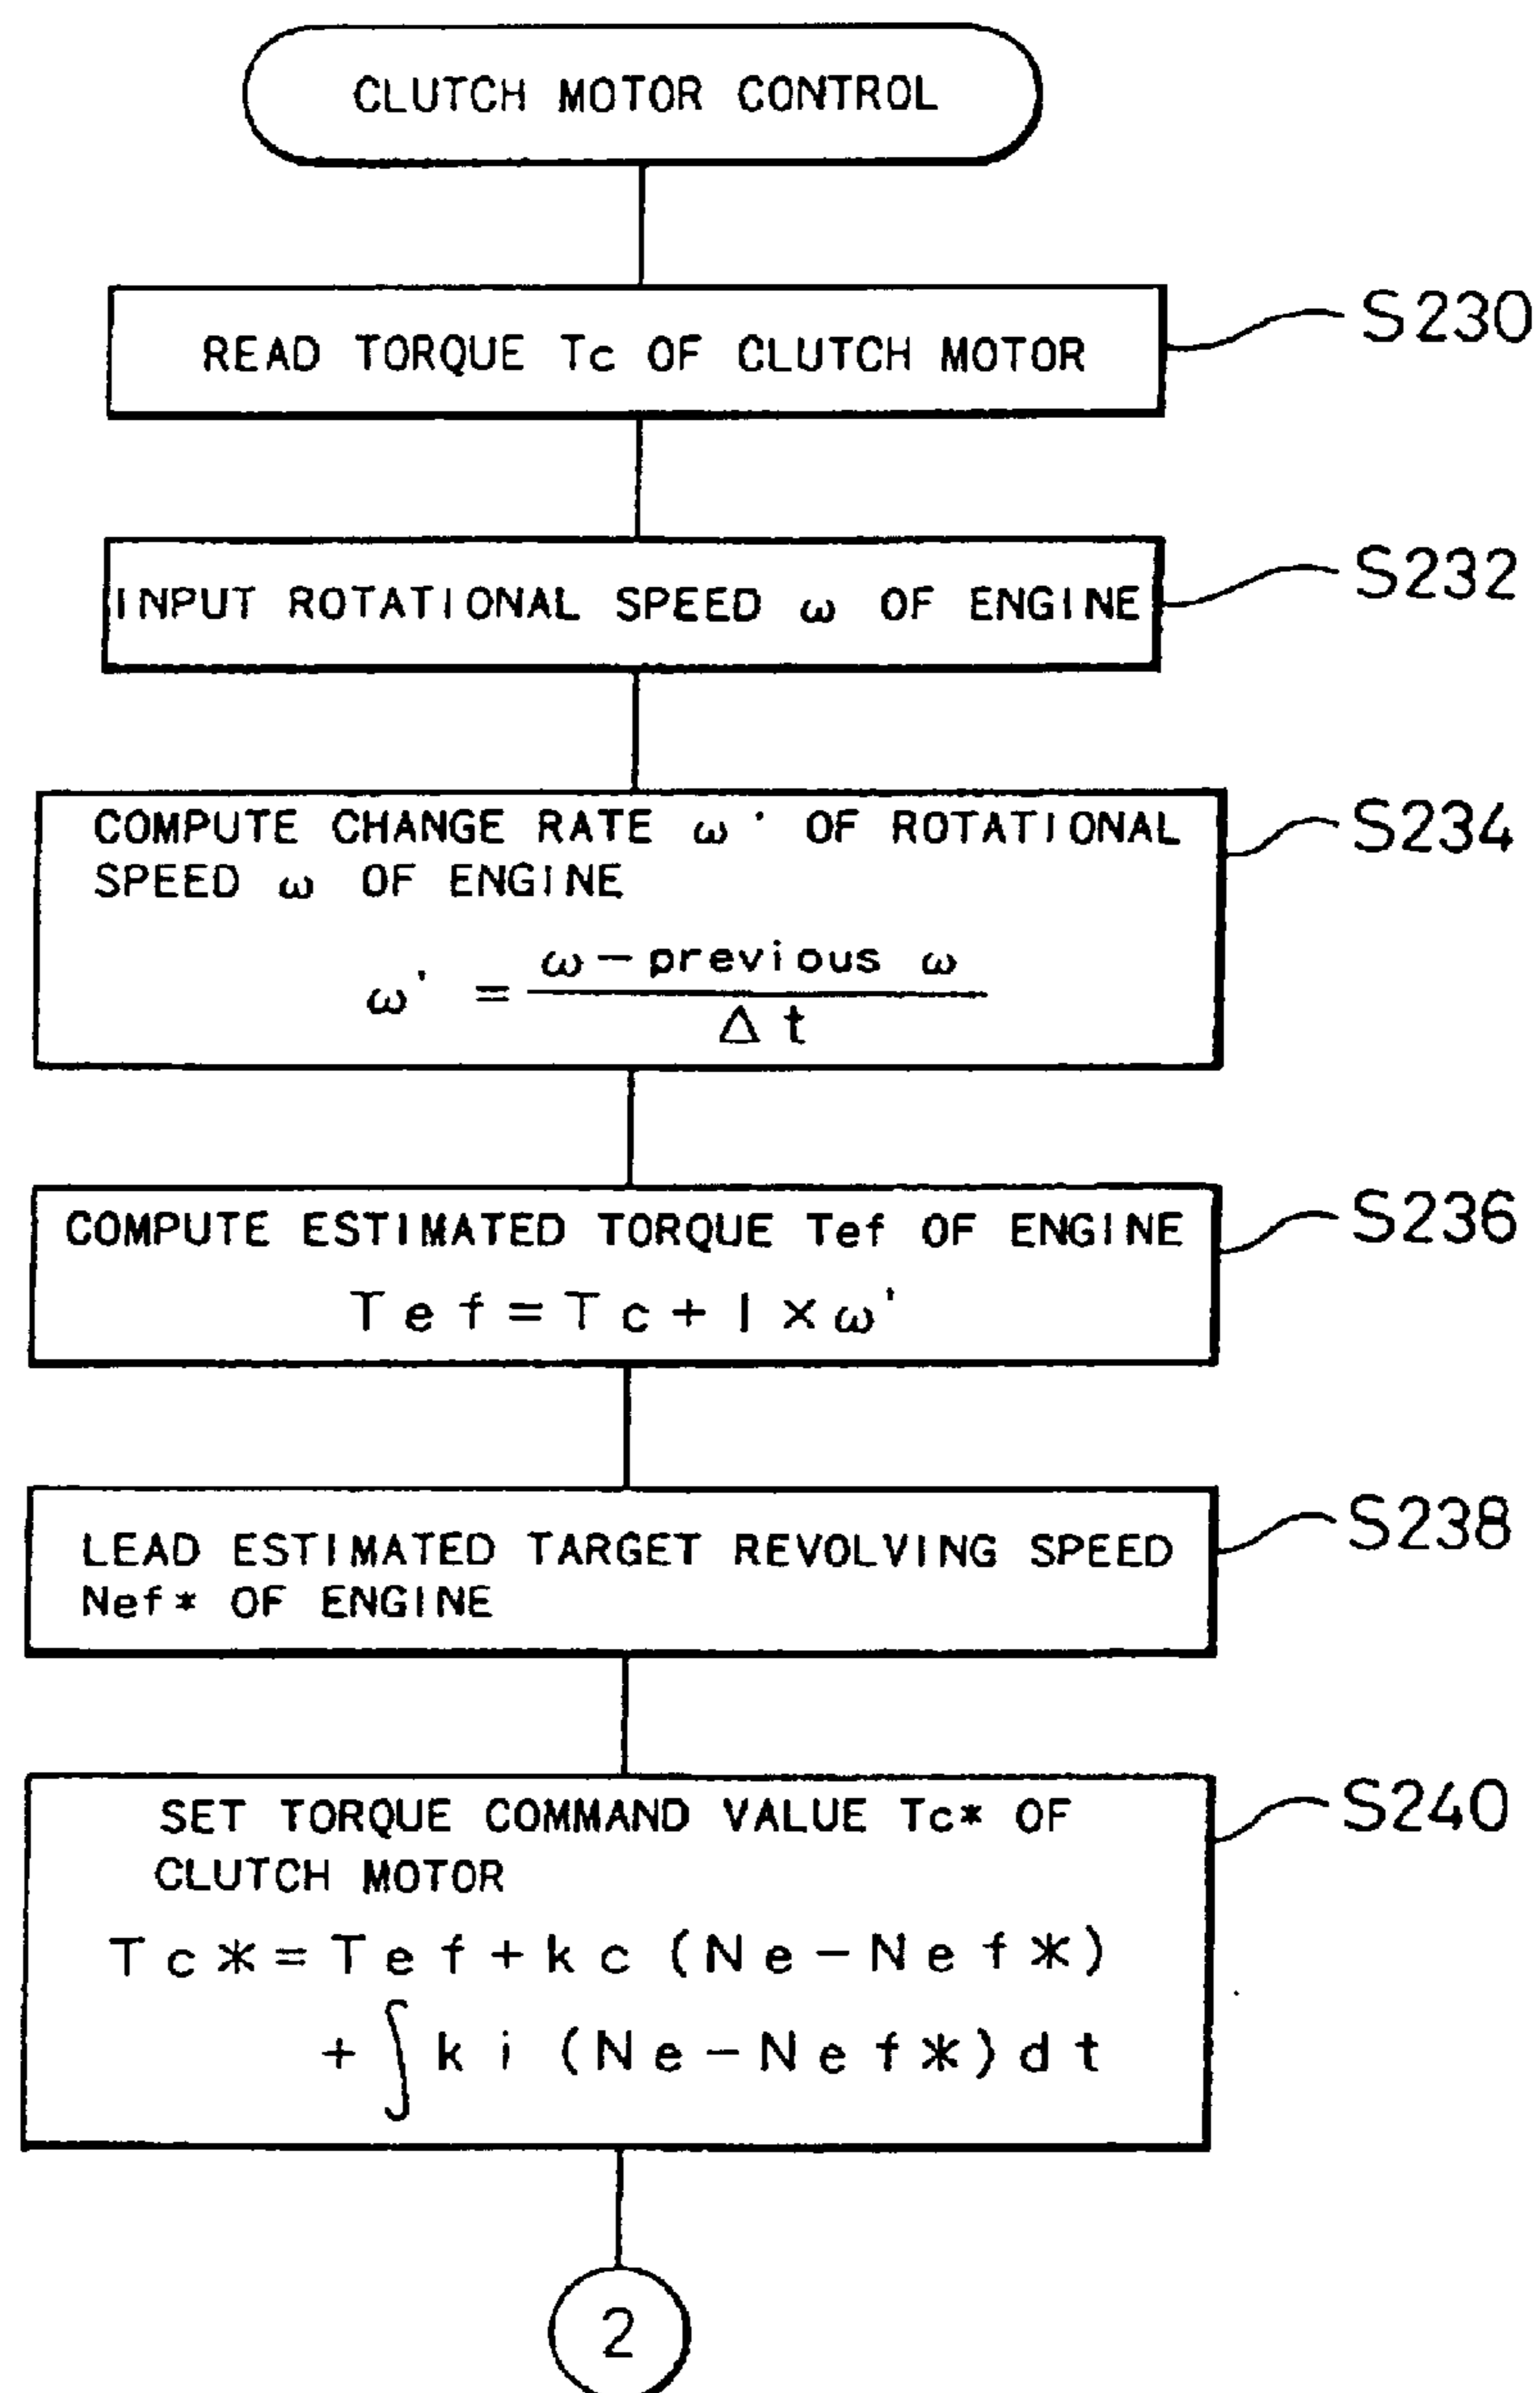 CLUTCH MOTOR CONTROL
READ TORQUE Tc OF CLUTCH MOTOR
S230
INPUT ROTATIONAL SPEED ω OF ENGINE
S232
COMPUTE CHANGE RATE ω' OF ROTATIONAL
SPEED ω OF ENGINE
ω' = (ω-previous ω)/Δt
S234
COMPUTE ESTIMATED TORQUE Tef OF ENGINE
Tef=Tc+I×ω'
S236
LEAD ESTIMATED TARGET REVOLVING SPEED
Nef* OF ENGINE
S238
SET TORQUE COMMAND VALUE Tc* OF
CLUTCH MOTOR
Tc*=Tef+kc(Ne-Nef*)
+∫ki(Ne-Nef*)dt
S240
2